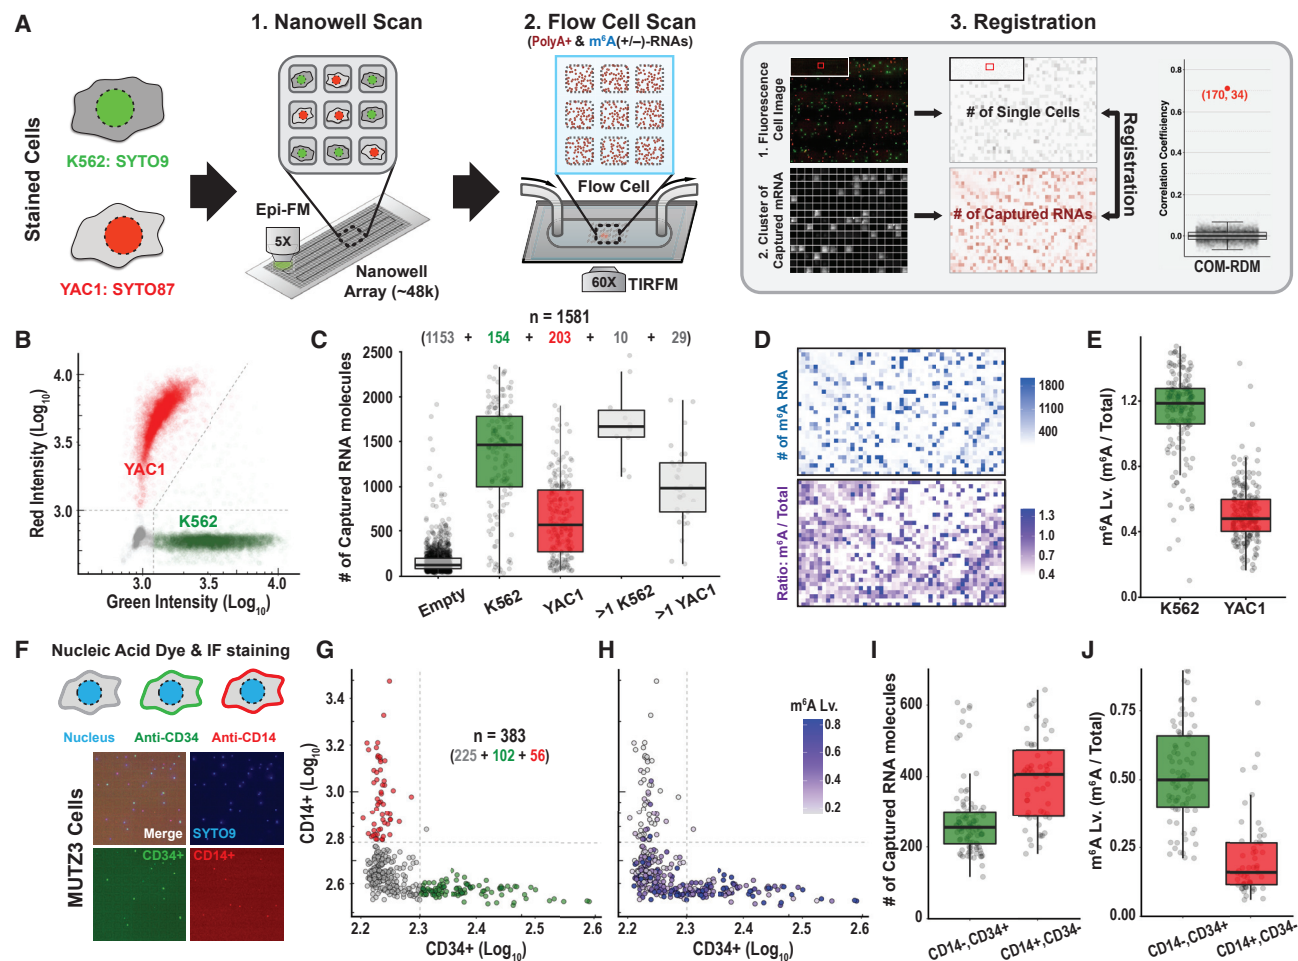 A
1. Nanowell Scan
2. Flow Cell Scan
(PolyA+ & m⁶A(+/–)-RNAs)
3. Registration
Stained Cells
K562: SYTO9
YAC1: SYTO87
Epi-FM
5X
Nanowell
Array (~48k)
Flow Cell
60X
TIRFM
1. Fluorescence
Cell Image
2. Cluster of
Captured mRNA
# of Single Cells
# of Captured RNAs
Registration
Correlation Coefficiency
0.8
0.6
0.4
0.2
0.0
(170, 34)
COM-RDM
B
Red Intensity (Log₁₀)
4.0
3.5
3.0
YAC1
K562
3.0
3.5
4.0
Green Intensity (Log₁₀)
C
n = 1581
(1153 + 154 + 203 + 10 + 29)
# of Captured RNA molecules
2500
2000
1500
1000
500
0
Empty
K562
YAC1
>1 K562
>1 YAC1
D
# of m⁶A RNA
1800
1100
400
Ratio: m⁶A / Total
1.3
1.0
0.7
0.4
E
m⁶A Lv. (m⁶A / Total)
1.2
0.8
0.4
0.0
K562
YAC1
F
Nucleic Acid Dye & IF staining
Nucleus
Anti-CD34
Anti-CD14
MUTZ3 Cells
Merge
SYTO9
CD34+
CD14+
G
CD14+ (Log₁₀)
3.4
3.2
3.0
2.8
2.6
n = 383
(225 + 102 + 56)
2.2
2.3
2.4
2.5
2.6
CD34+ (Log₁₀)
H
m⁶A Lv.
0.8
0.6
0.4
0.2
2.2
2.3
2.4
2.5
2.6
CD34+ (Log₁₀)
I
# of Captured RNA molecules
600
400
200
0
CD14-,CD34+
CD14+,CD34-
J
m⁶A Lv. (m⁶A / Total)
0.75
0.50
0.25
0.00
CD14-,CD34+
CD14+,CD34-